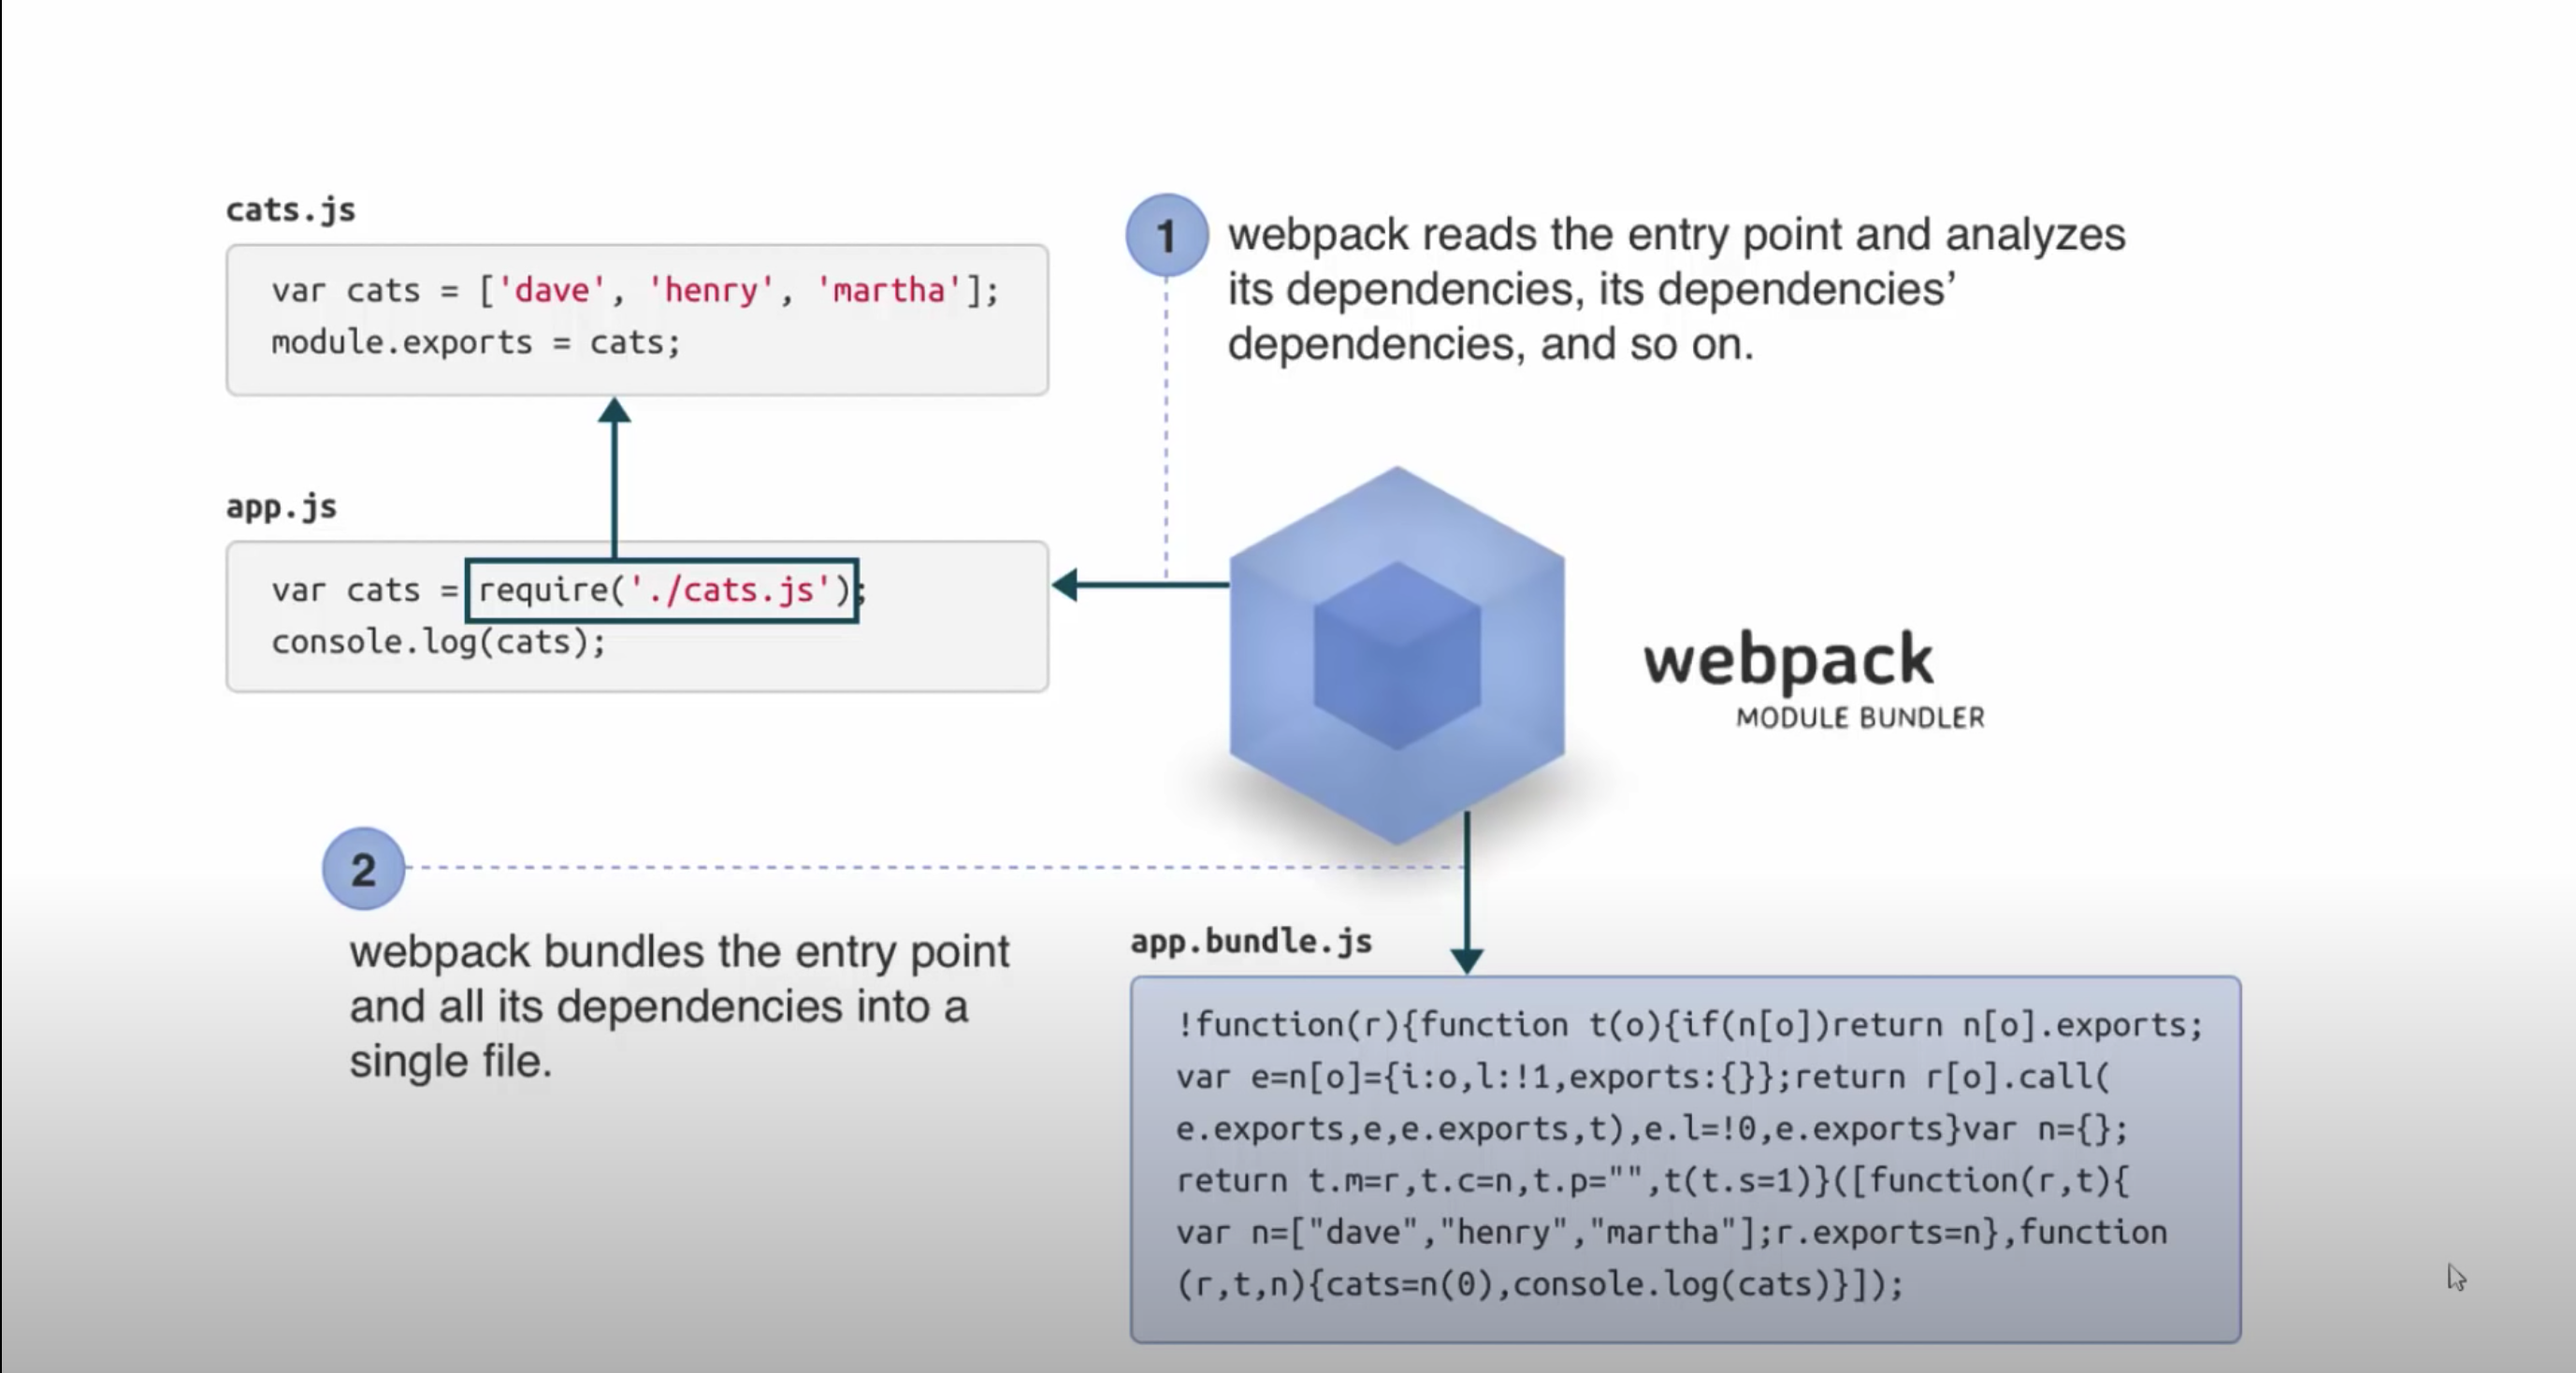 cats.js
var cats = ['dave', 'henry', 'martha'];
module.exports = cats;
app.js
var cats = require('./cats.js');
console.log(cats);
1
webpack reads the entry point and analyzes
its dependencies, its dependencies’
dependencies, and so on.
webpack
MODULE BUNDLER
2
webpack bundles the entry point
and all its dependencies into a
single file.
app.bundle.js
!function(r){function t(o){if(n[o])return n[o].exports;
var e=n[o]={i:o,l:!1,exports:{}};return r[o].call(
e.exports,e,e.exports,t),e.l=!0,e.exports}var n={};
return t.m=r,t.c=n,t.p="",t(t.s=1)}([function(r,t){
var n=["dave","henry","martha"];r.exports=n},function
(r,t,n){cats=n(0),console.log(cats)}]);